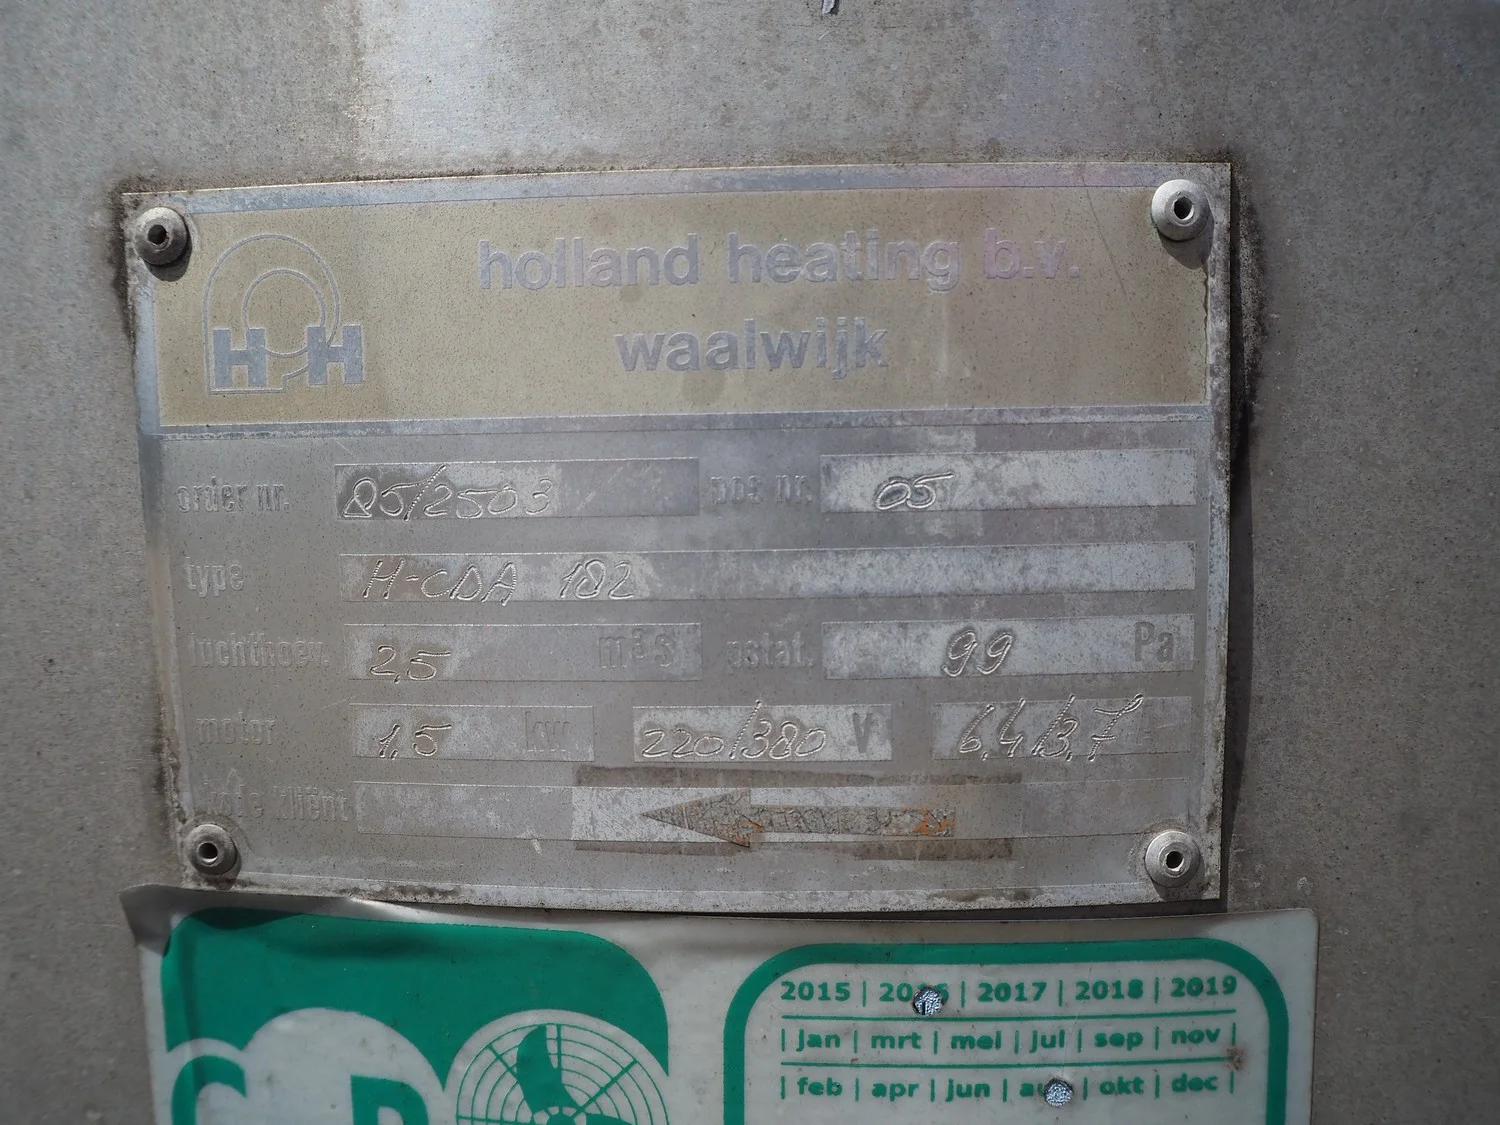 holland heating b.v.
waalwijk
HH
order nr. 85/2503 pos nr. 05
type H-CDA 182
luchthoev. 2,5 m³s pstat. 99 Pa
motor 1,5 kw 220/380 V 6,4/3,7
kode kliënt
2015 | 2016 | 2017 | 2018 | 2019
| jan | mrt | mei | jul | sep | nov |
| feb | apr | jun | aug | okt | dec |